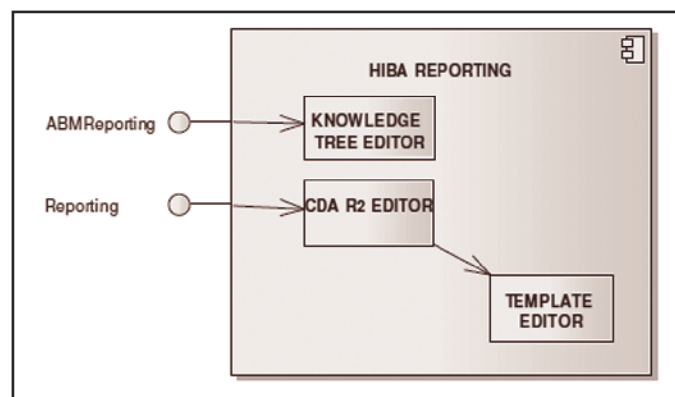 HIBA REPORTING
ABMReporting
KNOWLEDGE
TREE EDITOR
Reporting
CDA R2 EDITOR
TEMPLATE
EDITOR